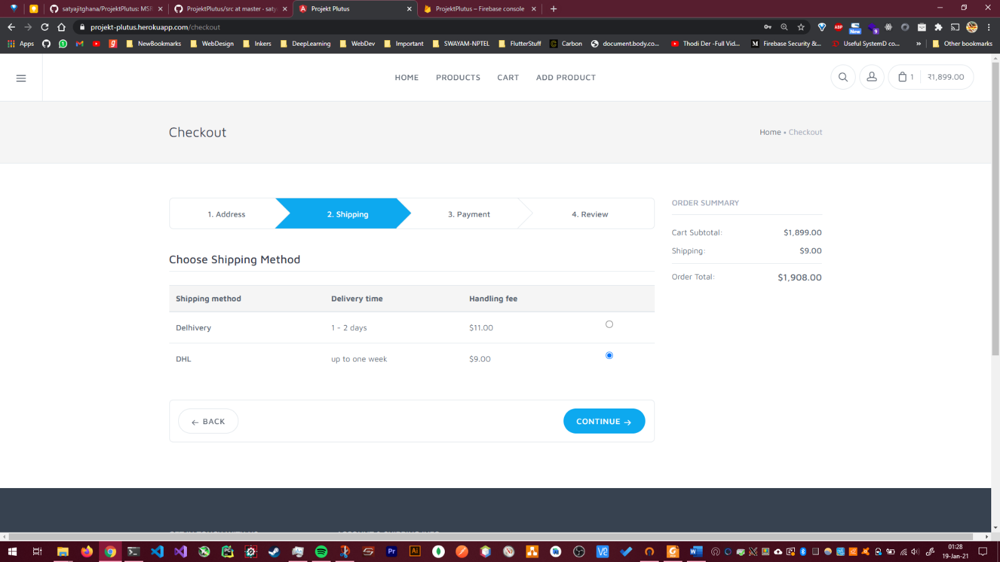 satyajitghana/ProjektPlutus: MSR
ProjektPlutus/src at master · saty
Projekt Plutus
ProjektPlutus – Firebase console
projekt-plutus.herokuapp.com/checkout
ABP
New
9
Apps
NewBookmarks
WebDesign
Inkers
DeepLearning
WebDev
Important
SWAYAM-NPTEL
FlutterStuff
Carbon
document.body.co...
Thodi Der -Full Vid...
Firebase Security &...
Useful SystemD co...
»
Other bookmarks
HOME
PRODUCTS
CART
ADD PRODUCT
1
₹1,899.00
Checkout
Home • Checkout
1. Address
2. Shipping
3. Payment
4. Review
Choose Shipping Method
Shipping method
Delivery time
Handling fee
Delhivery
1 - 2 days
$11.00
DHL
up to one week
$9.00
← BACK
CONTINUE →
ORDER SUMMARY
Cart Subtotal:
$1,899.00
Shipping:
$9.00
Order Total:
$1,908.00
01:28
19-Jan-21